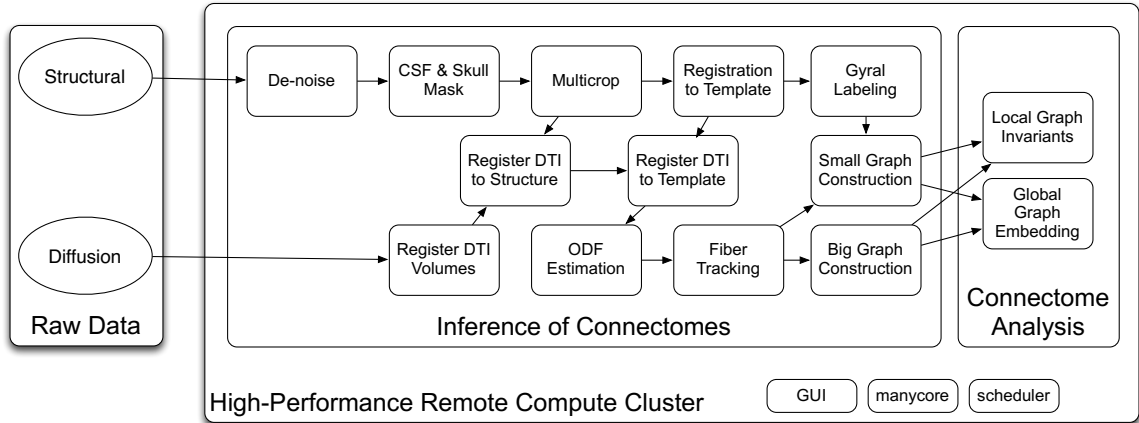 Structural
De-noise
CSF & Skull
Mask
Multicrop
Registration
to Template
Gyral
Labeling
Local Graph
Invariants
Register DTI
to Structure
Register DTI
to Template
Small Graph
Construction
Global
Graph
Embedding
Diffusion
Register DTI
Volumes
ODF
Estimation
Fiber
Tracking
Big Graph
Construction
Raw Data
Inference of Connectomes
Connectome
Analysis
High-Performance Remote Compute Cluster
GUI
manycore
scheduler